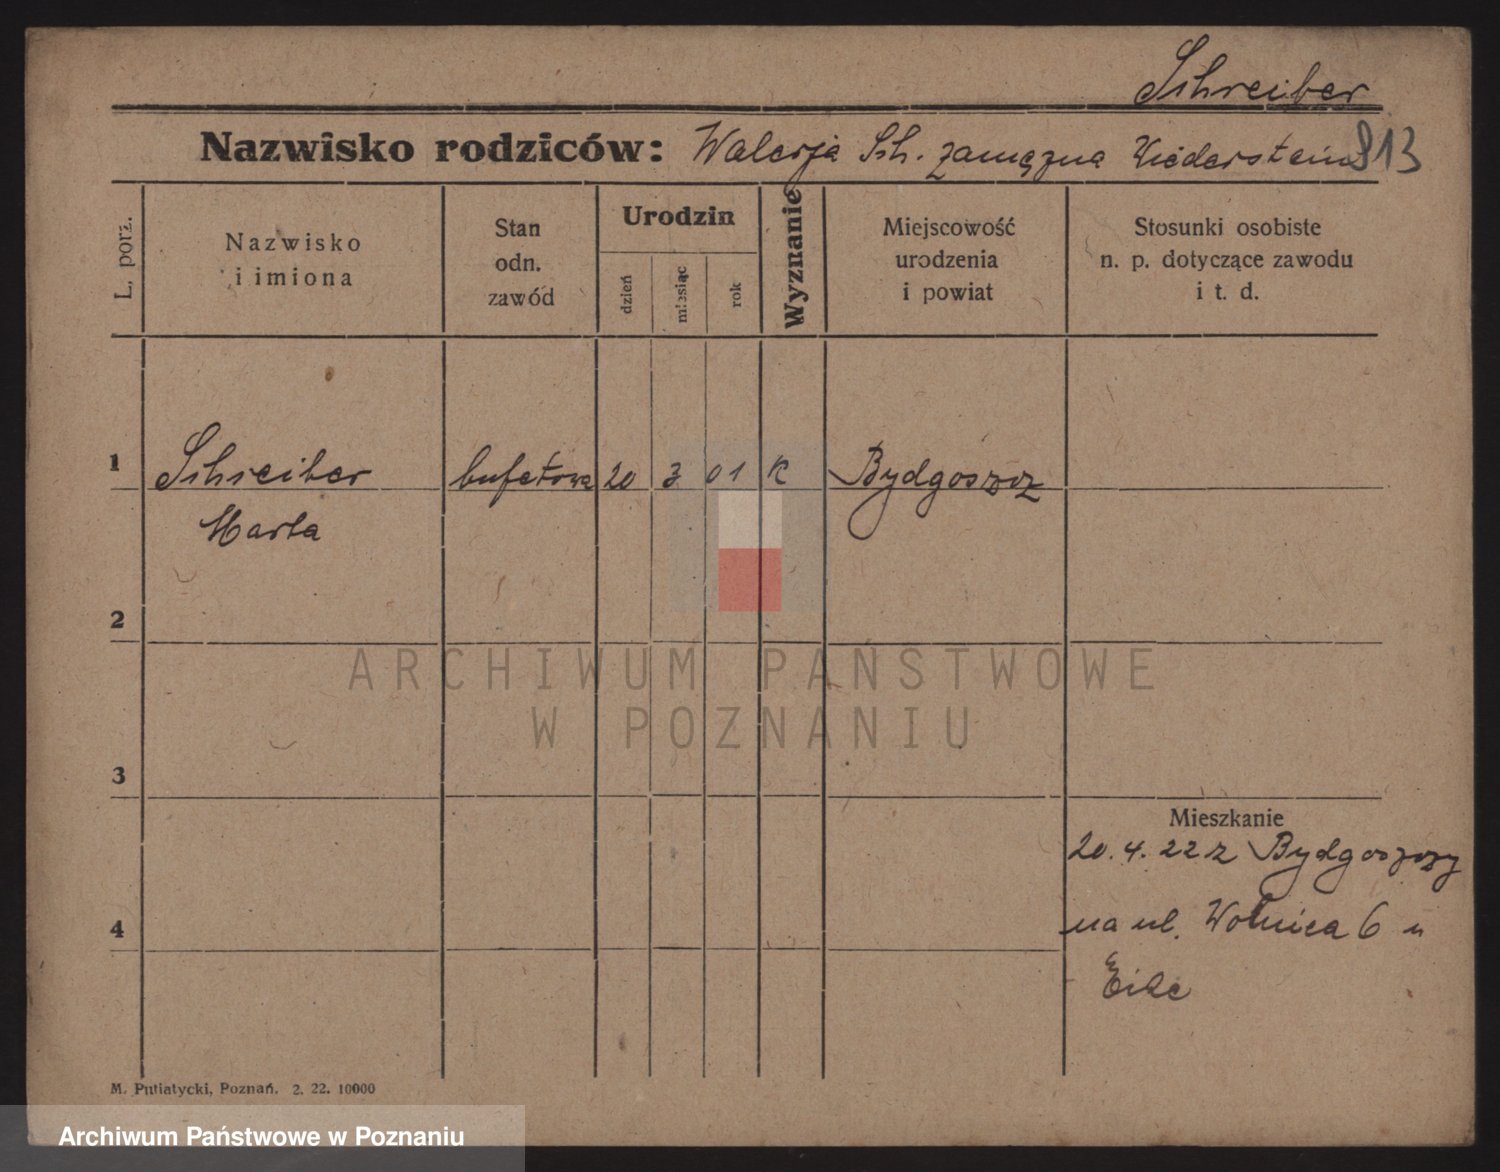 Schreiber
Nazwisko rodziców: Walerja Sch. zamężna Niederstein 813
L. porz.
Nazwisko
i imiona
Stan
odn.
zawód
Urodzin
dzień
miesiąc
rok
Wyznanie
Miejscowość
urodzenia
i powiat
Stosunki osobiste
n. p. dotyczące zawodu
i t. d.
1 Schreiber bufetowa 20 3 01 K Bydgoszcz
Marta
2
3
4
Mieszkanie
20.4.22 z Bydgoszczy
na ul. Wolnica 6 u
ARCHIWUM PAŃSTWOWE
W POZNANIU
M. Putiatycki, Poznań. 2. 22. 10000
Archiwum Państwowe w Poznaniu